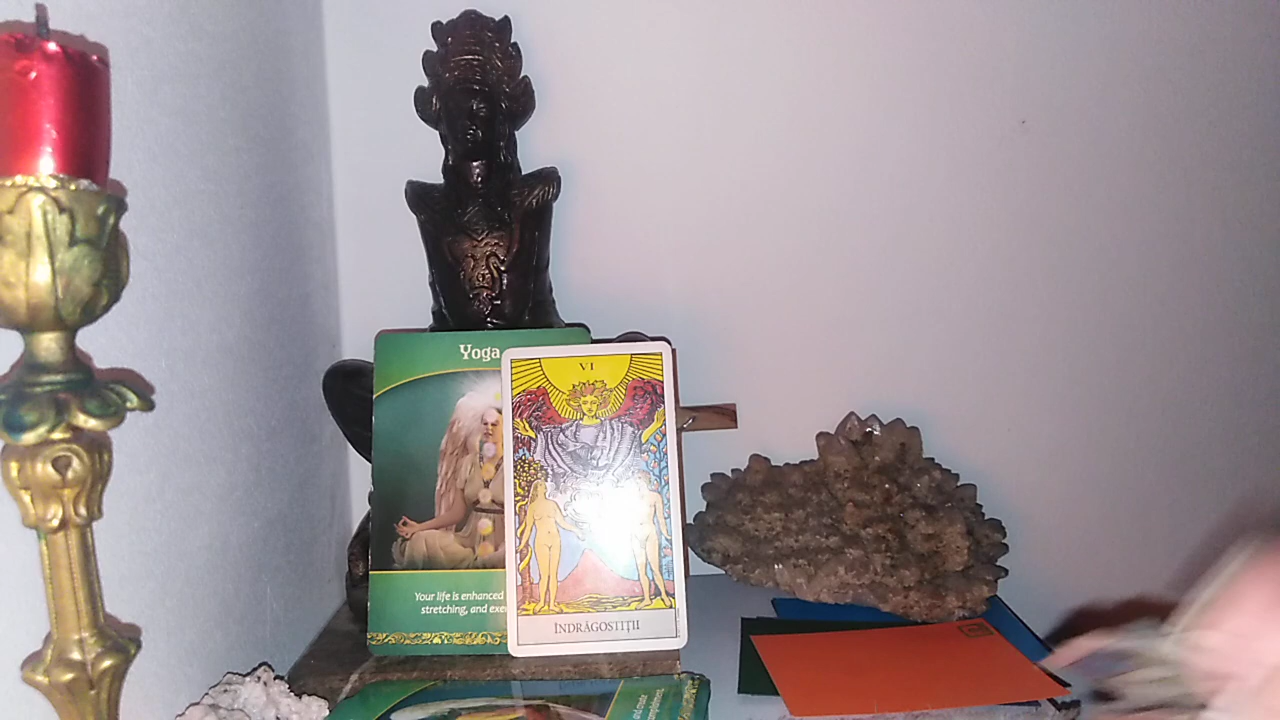 Yoga
Your life is enhanced
stretching, and exe
VI
ÎNDRĂGOSTIȚII